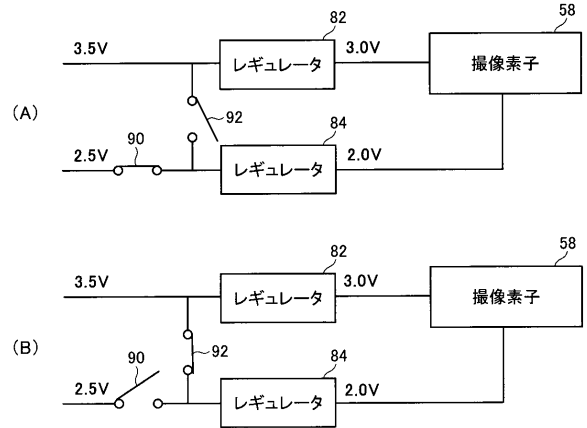 82
58
3.5V
レギュレータ
3.0V
撮像素子
(A)
92
90
84
2.5V
レギュレータ
2.0V
58
82
3.5V
レギュレータ
3.0V
撮像素子
(B)
92
90
84
2.5V
レギュレータ
2.0V